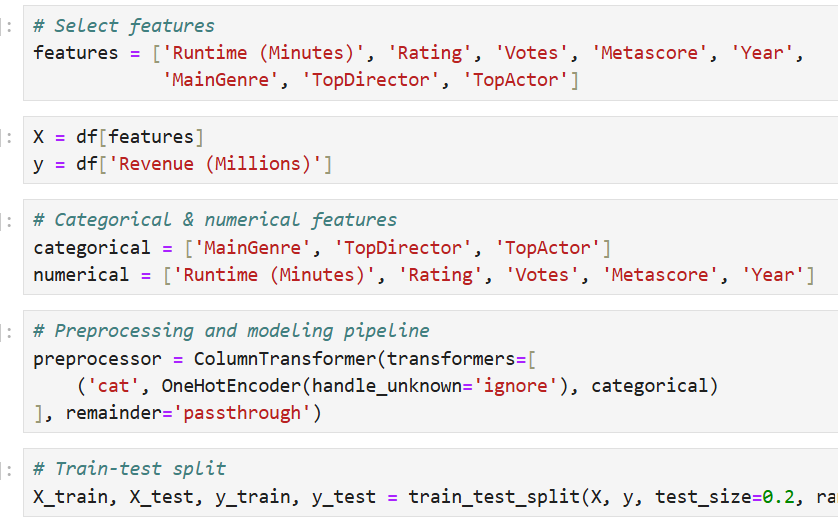 ]: # Select features
features = ['Runtime (Minutes)', 'Rating', 'Votes', 'Metascore', 'Year',
'MainGenre', 'TopDirector', 'TopActor']
]: X = df[features]
y = df['Revenue (Millions)']
]: # Categorical & numerical features
categorical = ['MainGenre', 'TopDirector', 'TopActor']
numerical = ['Runtime (Minutes)', 'Rating', 'Votes', 'Metascore', 'Year']
]: # Preprocessing and modeling pipeline
preprocessor = ColumnTransformer(transformers=[
('cat', OneHotEncoder(handle_unknown='ignore'), categorical)
], remainder='passthrough')
]: # Train-test split
X_train, X_test, y_train, y_test = train_test_split(X, y, test_size=0.2, ra